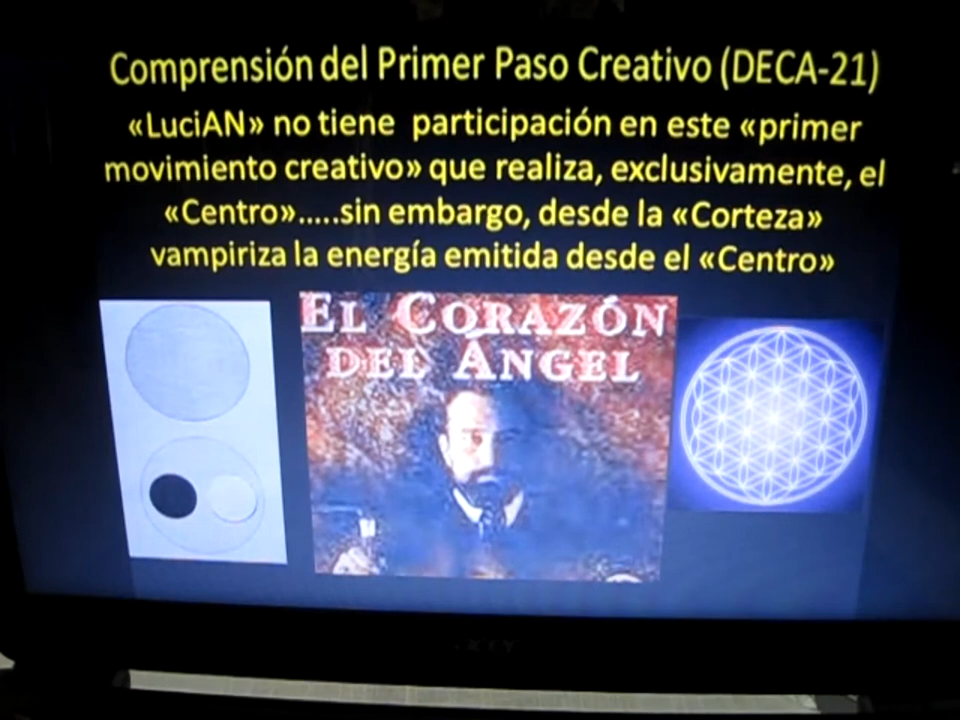 Comprensión del Primer Paso Creativo (DECA-21)
«LuciAN» no tiene participación en este «primer
movimiento creativo» que realiza, exclusivamente, el
«Centro».....sin embargo, desde la «Corteza»
vampiriza la energía emitida desde el «Centro»
EL CORAZÓN
DEL ÁNGEL